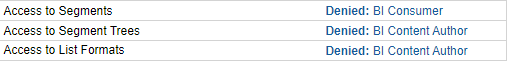 Access to Segments Denied: BI Consumer
Access to Segment Trees Denied: BI Content Author
Access to List Formats Denied: BI Content Author